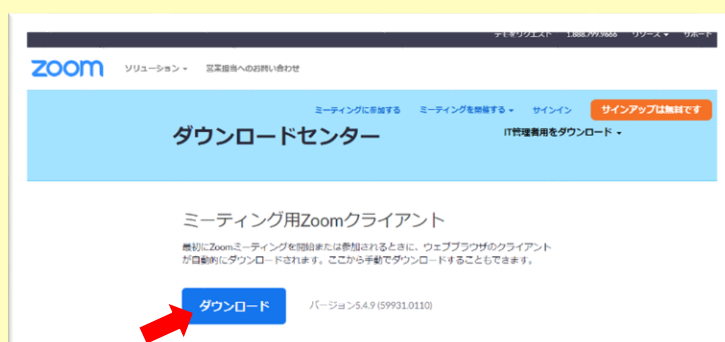 デモをリクエスト 1.888.799.9666 リソース サポート
zoom ソリューション 営業担当へのお問い合わせ
ミーティングに参加する ミーティングを開催する サインイン サインアップは無料です
ダウンロードセンター
IT管理者用をダウンロード
ミーティング用Zoomクライアント
最初にZoomミーティングを開始または参加されるときに、ウェブブラウザのクライアント
が自動的にダウンロードされます。ここから手動でダウンロードすることもできます。
ダウンロード バージョン5.4.9 (59931.0110)